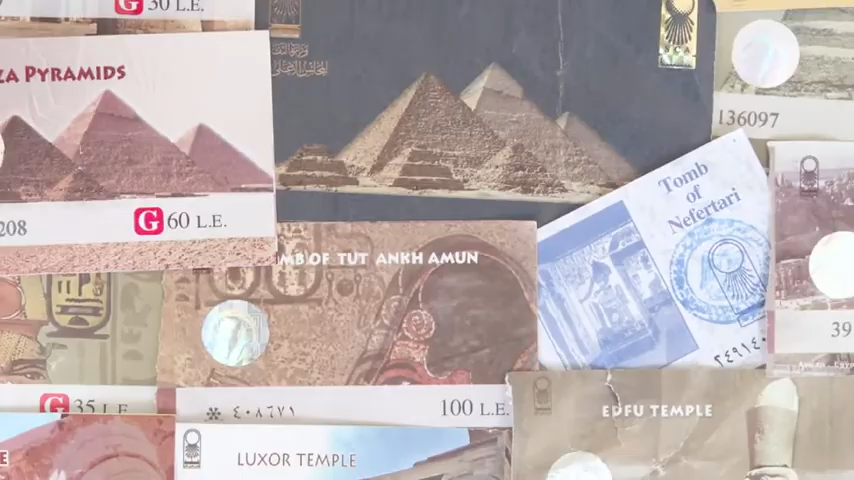 G 30 L.E.
ZA PYRAMIDS
208
G 60 L.E.
136097
Tomb
of
Nefertari
٢٤٩١٤٠
39
MB OF TUT ANKH AMUN
٤٠٨٦٧١
100 L.E.
G 35 L.E.
LUXOR TEMPLE
EDFU TEMPLE